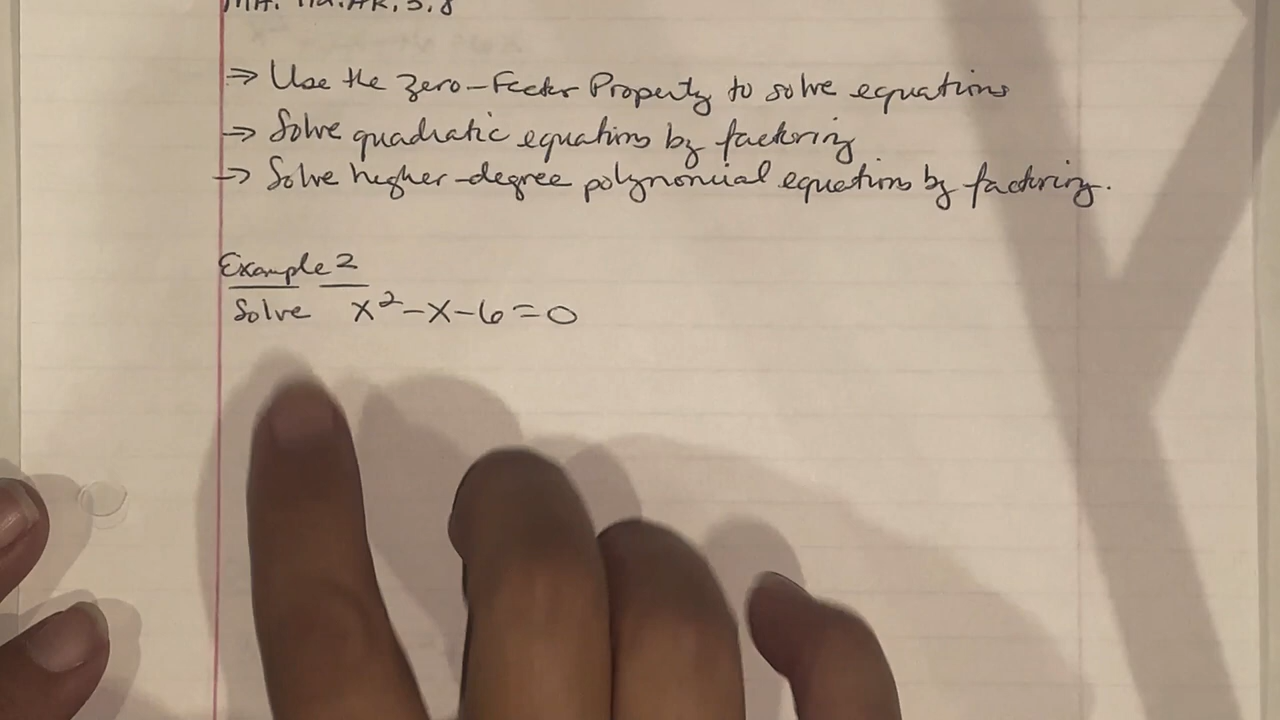 ⇒ Use the Zero-Factor Property to solve equations
→ Solve quadratic equations by factoring
→ Solve higher-degree polynomial equations by factoring.
Example 2
Solve x²-x-6=0